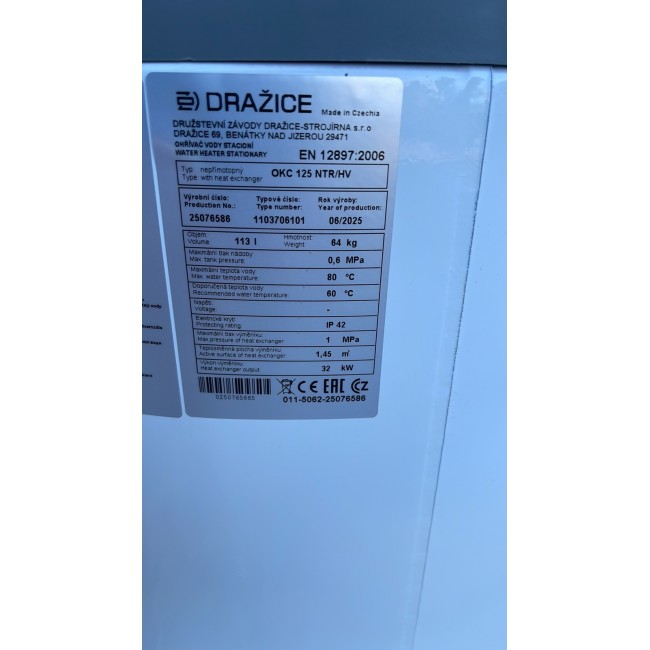 DRAŽICE
Made in Czechia
DRUŽSTEVNÍ ZÁVODY DRAŽICE-STROJÍRNA s.r.o
DRAŽICE 69, BENÁTKY NAD JIZEROU 29471
OHŘÍVAČ VODY STACIONÍ
WATER HEATER STATIONARY
EN 12897:2006
Typ: nepřímotopný
Type: with heat exchanger
OKC 125 NTR/HV
Výrobní číslo: Typové číslo: Rok výroby:
Production No.: Type number: Year of production:
25076586 1103706101 06/2025
Objem: Hmotnost:
Volume 113 l Weight 64 kg
Maximální tlak nádoby
Max. tank pressure: 0,6 MPa
Maximální teplota vody
Max. water temperature: 80 °C
Doporučená teplota vody
Recommended water temperature: 60 °C
Napětí:
Voltage: -
Elektrické krytí:
Protecting rating: IP 42
Maximální tlak výměníku:
Max.pressure of heat exchanger 1 MPa
Teplosměnná plocha výměníku:
Active surface of heat exchanger 1,45 m²
Výkon výměníku:
Heat exchanger output: 32 kW
CE EAC CZ
011-5062-25076586